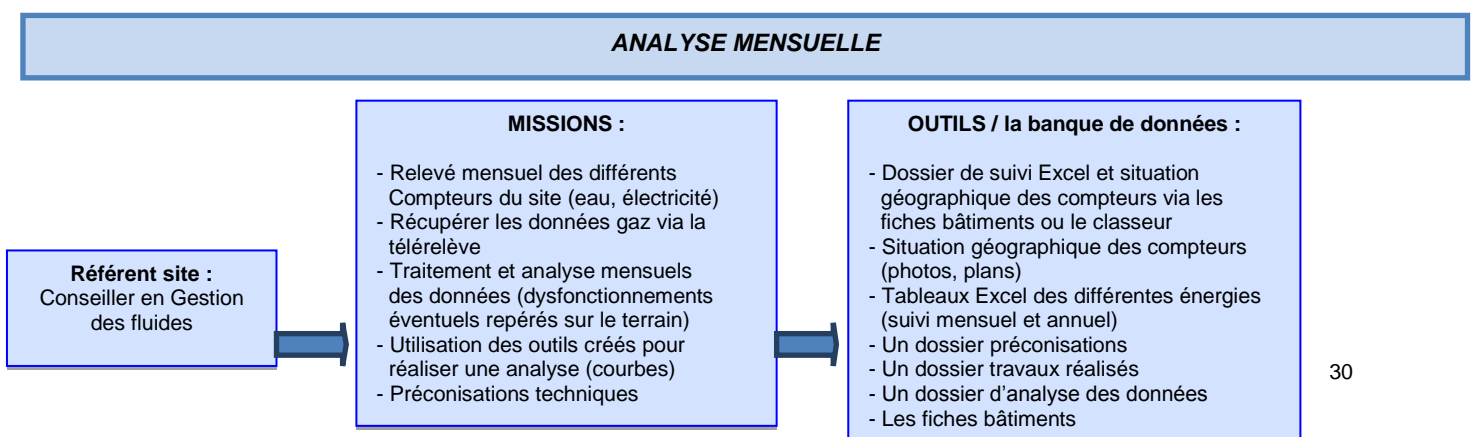 ANALYSE MENSUELLE
Référent site :
Conseiller en Gestion
des fluides
MISSIONS :
- Relevé mensuel des différents
Compteurs du site (eau, électricité)
- Récupérer les données gaz via la
télérelève
- Traitement et analyse mensuels
des données (dysfonctionnements
éventuels repérés sur le terrain)
- Utilisation des outils créés pour
réaliser une analyse (courbes)
- Préconisations techniques
OUTILS / la banque de données :
- Dossier de suivi Excel et situation
géographique des compteurs via les
fiches bâtiments ou le classeur
- Situation géographique des compteurs
(photos, plans)
- Tableaux Excel des différentes énergies
(suivi mensuel et annuel)
- Un dossier préconisations
- Un dossier travaux réalisés
- Un dossier d'analyse des données
- Les fiches bâtiments
30